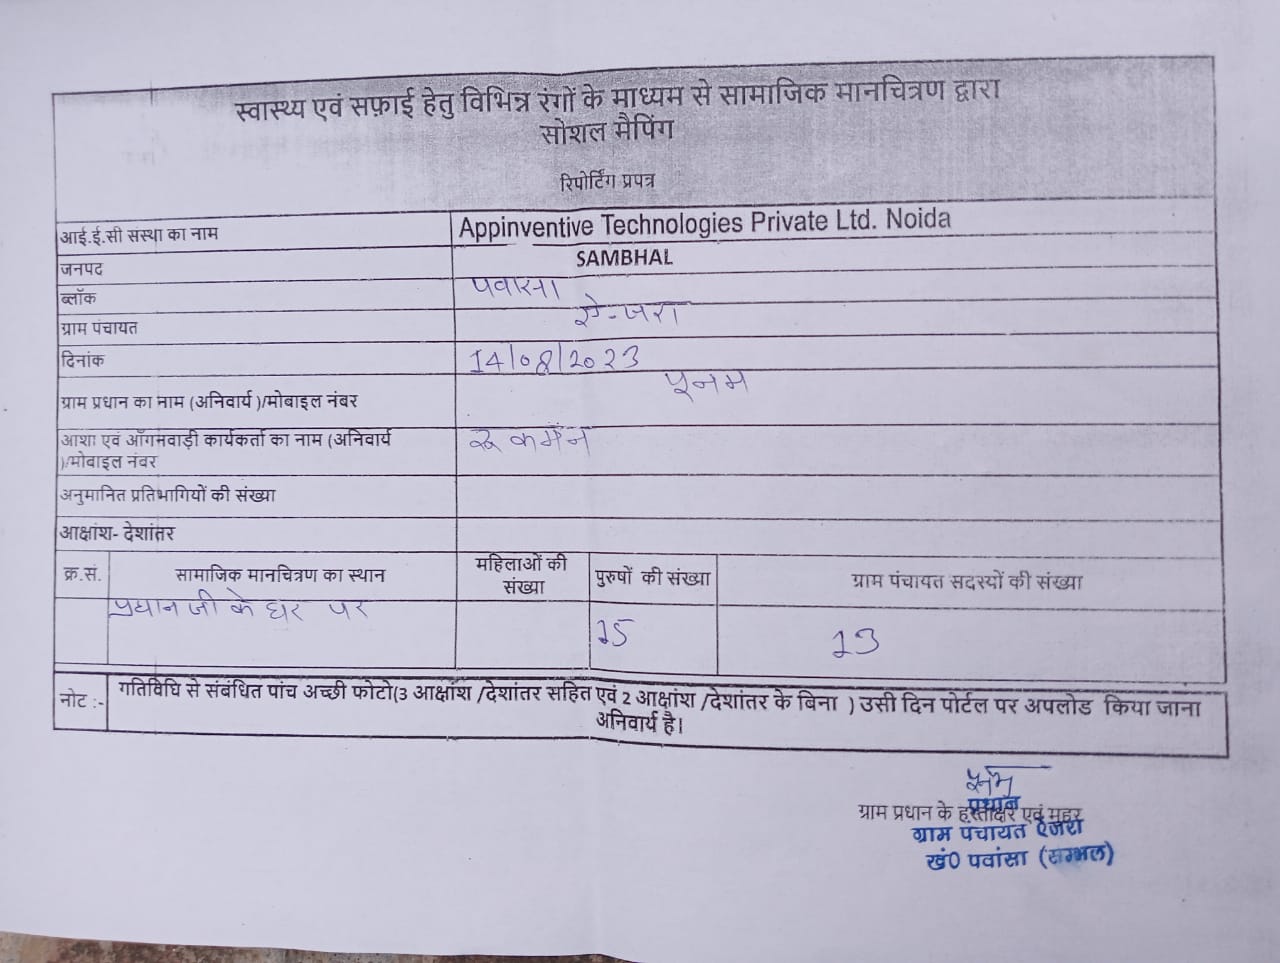 स्वास्थ्य एवं सफ़ाई हेतु विभिन्न रंगों के माध्यम से सामाजिक मानचित्रण द्वारा
सोशल मैपिंग
रिपोर्टिंग प्रपत्र
आई.ई.सी संस्था का नाम Appinventive Technologies Private Ltd. Noida
जनपद SAMBHAL
ब्लॉक पवासा
ग्राम पंचायत ऐ-जरा
दिनांक 14/08/2023
ग्राम प्रधान का नाम (अनिवार्य )/मोबाइल नंबर पूनम
आशा एवं आँगनवाड़ी कार्यकर्ता का नाम (अनिवार्य
)/मोबाइल नंबर
अनुमानित प्रतिभागियों की संख्या
आक्षांश- देशांतर
क्र.सं. सामाजिक मानचित्रण का स्थान महिलाओं की संख्या पुरुषों की संख्या ग्राम पंचायत सदस्यों की संख्या
प्रधान जी के घर पर 15 13
नोट :- गतिविधि से संबंधित पांच अच्छी फोटो(3 आक्षांश /देशांतर सहित एवं 2 आक्षांश /देशांतर के बिना ) उसी दिन पोर्टल पर अपलोड किया जाना
अनिवार्य है।
प्रधान
ग्राम प्रधान के हस्ताक्षर एवं मुहर
ग्राम पंचायत ऐंजरा
खं0 पवांसा (सम्भल)